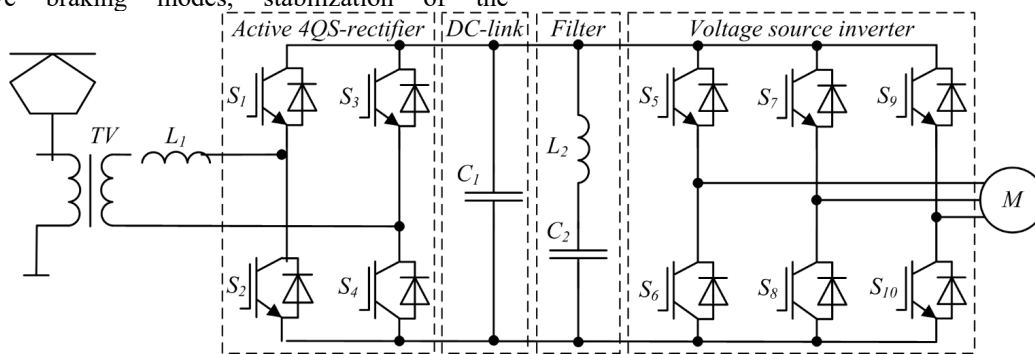 ve braking modes, stabilization of the
Active 4QS-rectifier DC-link Filter Voltage source inverter
S1 S3 S5 S7 S9
TV L1
L2
C1
M
C2
S2 S4 S6 S8 S10